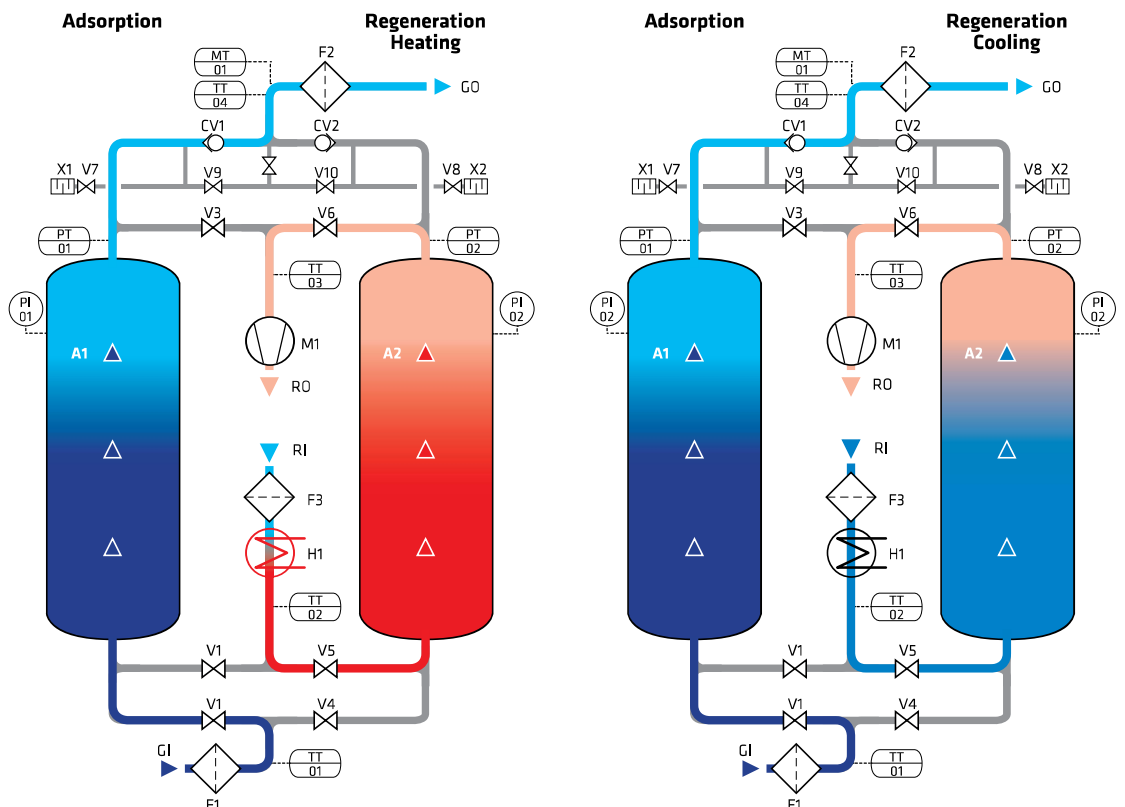 Adsorption
Regeneration
Heating
MT
01
F2
TT
04
GO
CV1
CV2
X1 V7
V8 X2
V9
V10
V3
V6
PT
01
PT
02
TT
03
PI
01
PI
02
A1
M1
A2
RO
RI
F3
H1
TT
02
V1
V5
V1
V4
GI
TT
01
F1
Adsorption
Regeneration
Cooling
MT
01
F2
TT
04
GO
CV1
CV2
X1 V7
V8 X2
V9
V10
V3
V6
PT
01
PT
02
TT
03
PI
02
PI
02
A1
M1
A2
RO
RI
F3
H1
TT
02
V1
V5
V1
V4
GI
TT
01
F1